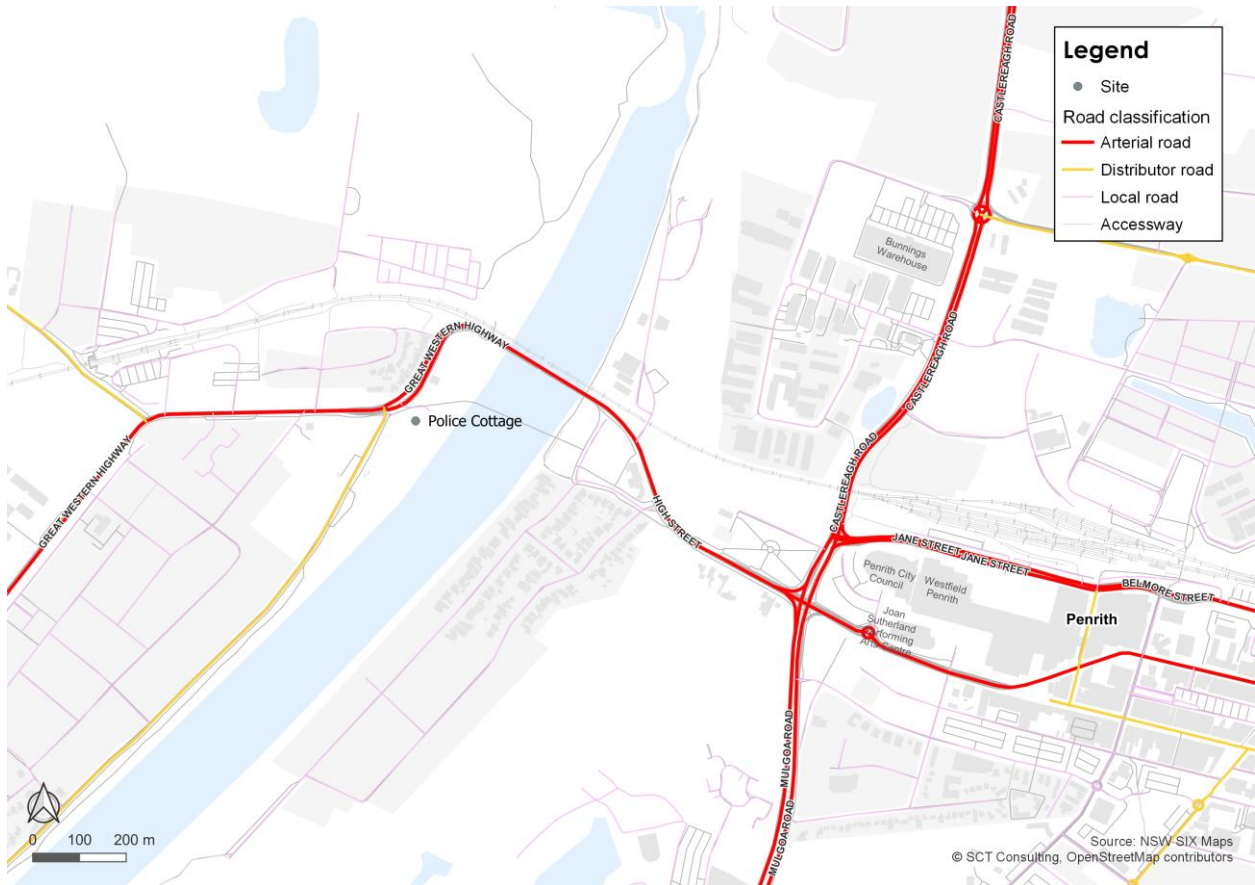 Legend
Site
Road classification
Arterial road
Distributor road
Local road
Accessway
CASTLEREAGH ROAD
Bunnings
Warehouse
GREAT WESTERN HIGHWAY
CASTLEREAGH ROAD
Police Cottage
GREAT WESTERN HIGHWAY
CASTLEREAGH ROAD
HIGH STREET
JANE STREET JANE STREET
BELMORE STREET
Penrith City
Council
Westfield
Penrith
Penrith
Joan
Sutherland
Performing
Arts Centre
MULGOA ROAD
MULGOA ROAD
0 100 200 m
Source: NSW SIX Maps
© SCT Consulting, OpenStreetMap contributors